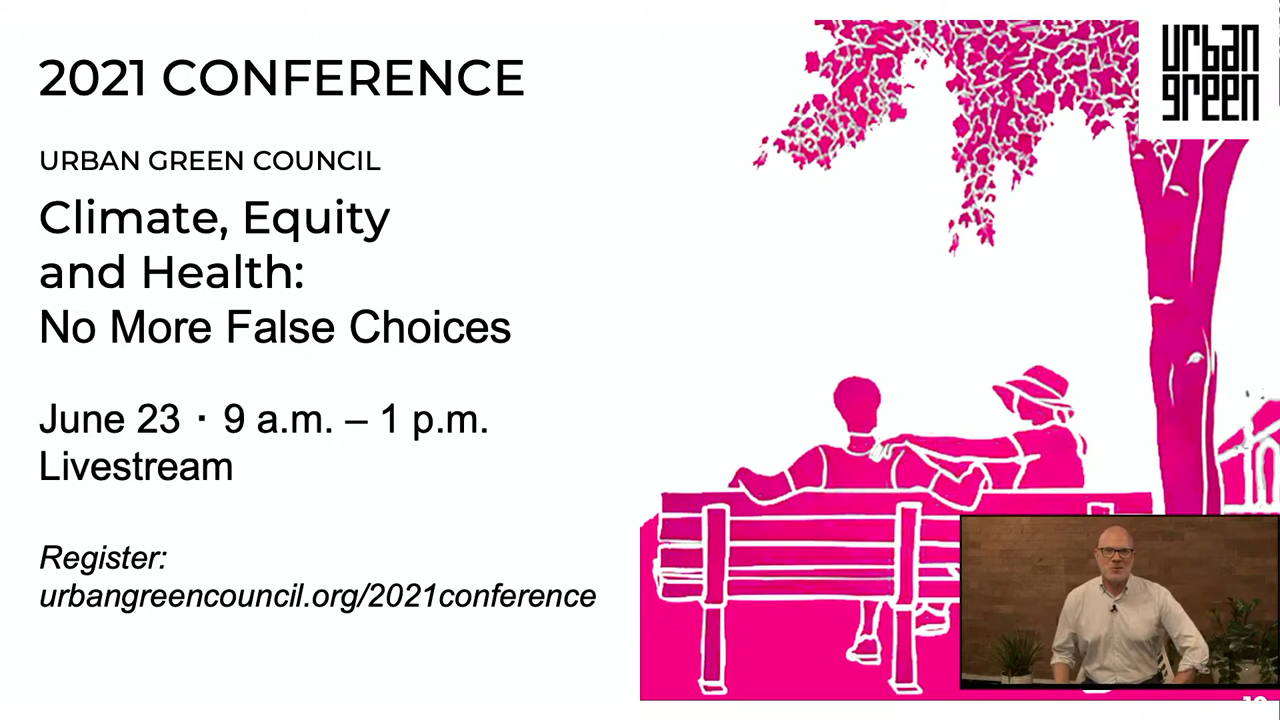 2021 CONFERENCE
urban
green
URBAN GREEN COUNCIL
Climate, Equity
and Health:
No More False Choices
June 23 · 9 a.m. – 1 p.m.
Livestream
Register:
urbangreencouncil.org/2021conference